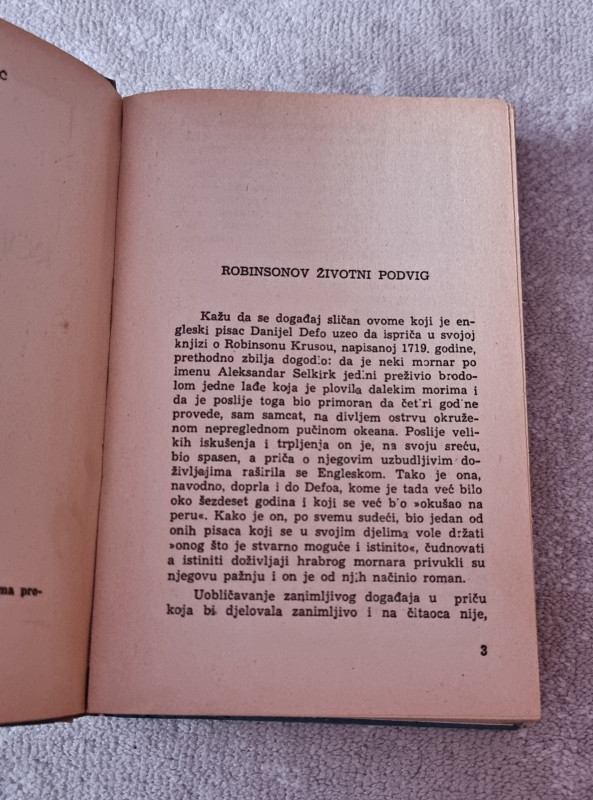 ROBINSONOV ŽIVOTNI PODVIG
Kažu da se događaj sličan ovome koji je en-
gleski pisac Danijel Defo uzeo da ispriča u svojoj
knjizi o Robinsonu Krusou, napisanoj 1719. godine,
prethodno zbilja dogodio: da je neki mornar po
imenu Aleksandar Selkirk jedini preživio brodo-
lom jedne lađe koja je plovila dalekim morima i
da je poslije toga bio primoran da četiri godine
provede, sam samcat, na divljem ostrvu okruže-
nom nepreglednom pučinom okeana. Poslije veli-
kih iskušenja i trpljenja on je, na svoju sreću,
bio spasen, a priča o njegovim uzbudljivim do-
življajima raširila se Engleskom. Tako je ona,
navodno, doprla i do Defoa, kome je tada već bilo
oko šezdeset godina i koji se već bio »okušao na
peru«. Kako je on, po svemu sudeći, bio jedan od
onih pisaca koji se u svojim djelima vole držati
»onog što je stvarno moguće i istinito«, čudnovati
a istiniti doživljaji hrabrog mornara privukli su
njegovu pažnju i on je od njih načinio roman.
Uobličavanje zanimljivog događaja u priču
koja bi djelovala zanimljivo i na čitaoca nije,
3
ma pro-